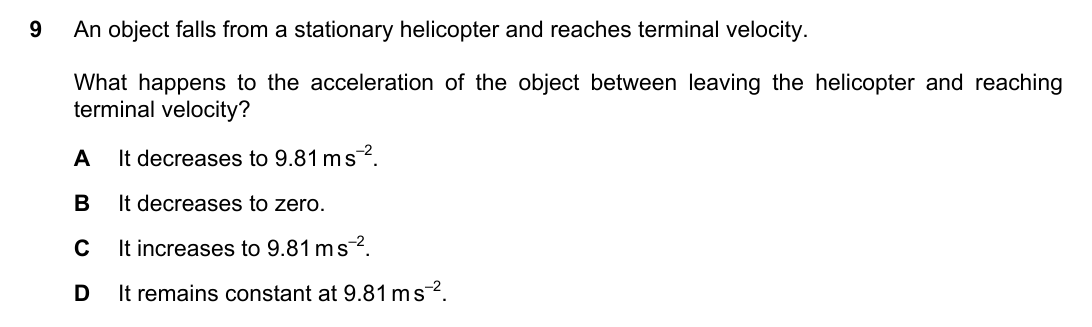 9 An object falls from a stationary helicopter and reaches terminal velocity.
What happens to the acceleration of the object between leaving the helicopter and reaching
terminal velocity?
A It decreases to 9.81 m s⁻².
B It decreases to zero.
C It increases to 9.81 m s⁻².
D It remains constant at 9.81 m s⁻².